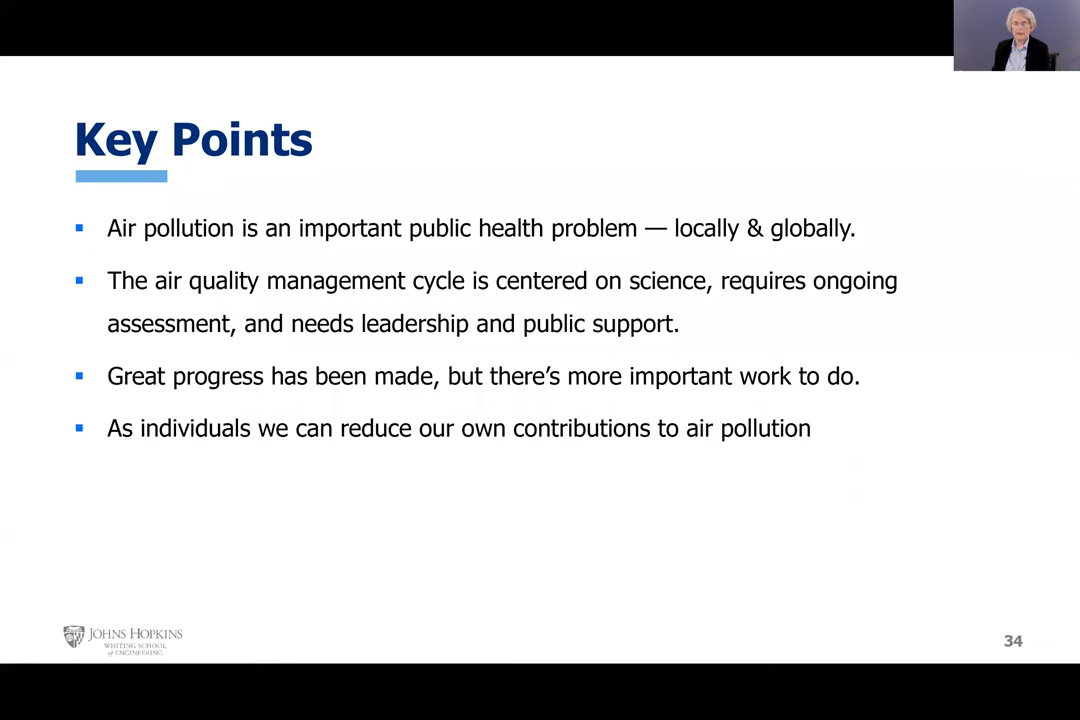 Key Points
▪ Air pollution is an important public health problem — locally & globally.
▪ The air quality management cycle is centered on science, requires ongoing
assessment, and needs leadership and public support.
▪ Great progress has been made, but there’s more important work to do.
▪ As individuals we can reduce our own contributions to air pollution
JOHNS HOPKINS
WHITING SCHOOL
of ENGINEERING
34